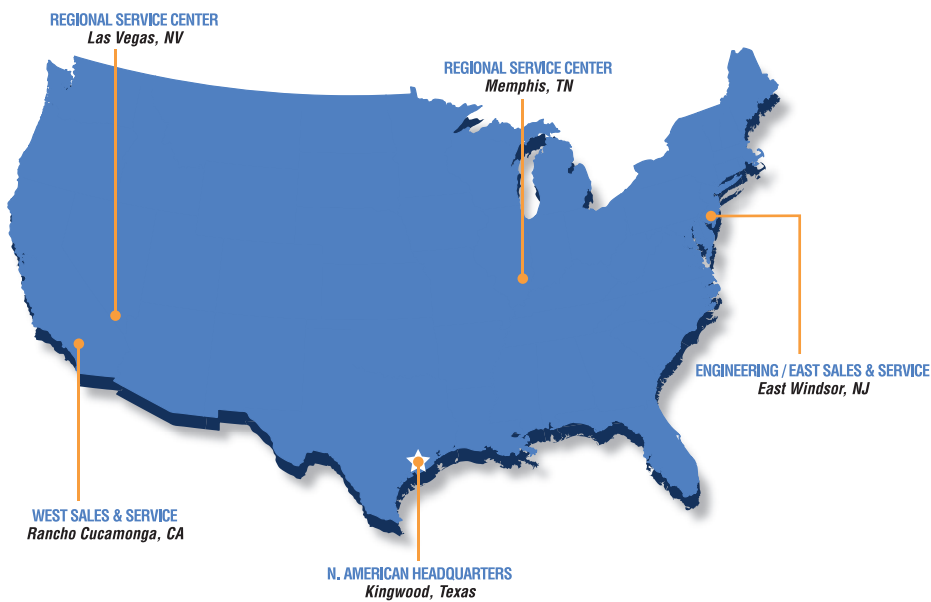 REGIONAL SERVICE CENTER
Las Vegas, NV
REGIONAL SERVICE CENTER
Memphis, TN
ENGINEERING / EAST SALES & SERVICE
East Windsor, NJ
WEST SALES & SERVICE
Rancho Cucamonga, CA
N. AMERICAN HEADQUARTERS
Kingwood, Texas